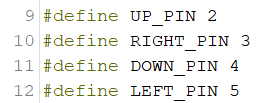 9 #define UP_PIN 2
10 #define RIGHT_PIN 3
11 #define DOWN_PIN 4
12 #define LEFT_PIN 5